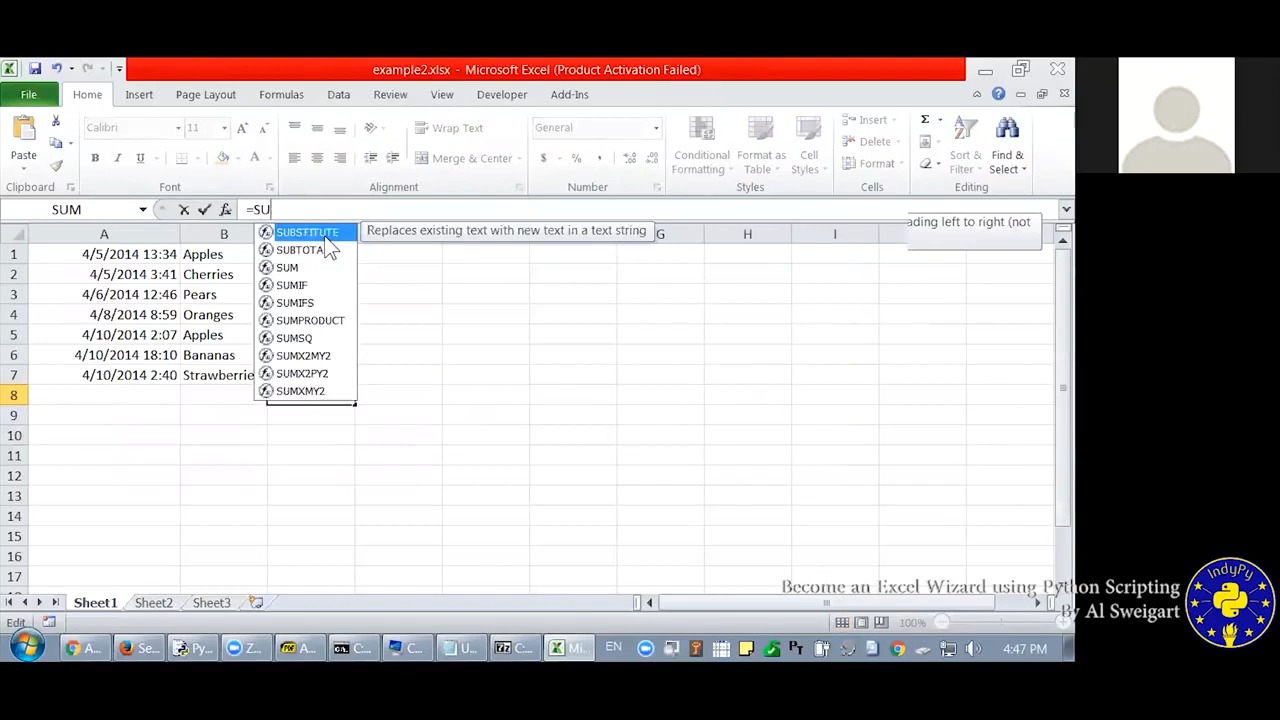 example2.xlsx - Microsoft Excel (Product Activation Failed)
File Home Insert Page Layout Formulas Data Review View Developer Add-Ins
Calibri 11 Wrap Text General Insert Σ
Paste B I U Merge & Center $ % , Conditional Formatting Format as Table Cell Styles Delete Format Sort & Filter Find & Select
Clipboard Font Alignment Number Styles Cells Editing
SUM fx =SU
SUBSTITUTE Replaces existing text with new text in a text string
ading left to right (not
A B G H I
1 4/5/2014 13:34 Apples
2 4/5/2014 3:41 Cherries
3 4/6/2014 12:46 Pears
4 4/8/2014 8:59 Oranges
5 4/10/2014 2:07 Apples
6 4/10/2014 18:10 Bananas
7 4/10/2014 2:40 Strawberrie
SUBTOTA
SUM
SUMIF
SUMIFS
SUMPRODUCT
SUMSQ
SUMX2MY2
SUMX2PY2
SUMXMY2
8
9
10
11
12
13
14
15
16
17
Become an Excel Wizard using Python Scripting
By Al Sweigart
IndyPy
Sheet1 Sheet2 Sheet3
Edit 100%
A... Se... Py... Z... A... C:... C... U... C:... Mi... EN PT 4:47 PM